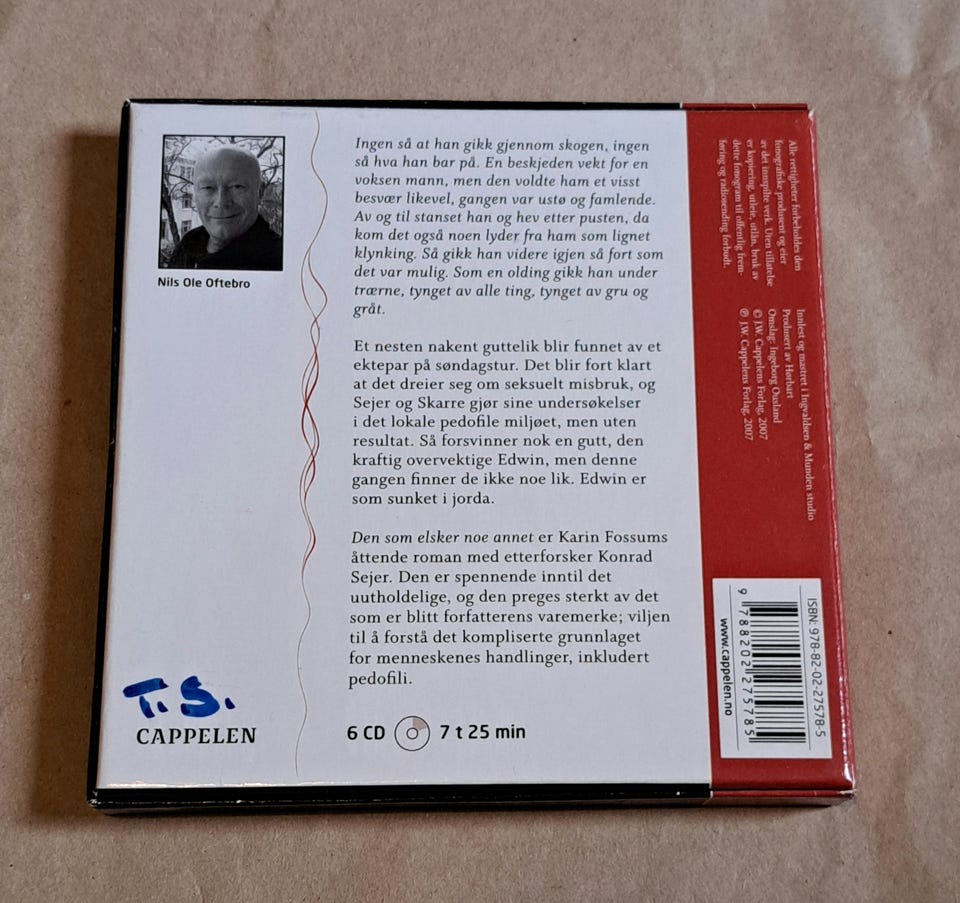 Nils Ole Oftebro
Ingen så at han gikk gjennom skogen, ingen
så hva han bar på. En beskjeden vekt for en
voksen mann, men den voldte ham et visst
besvær likevel, gangen var ustø og famlende.
Av og til stanset han og hev etter pusten, da
kom det også noen lyder fra ham som lignet
klynking. Så gikk han videre igjen så fort som
det var mulig. Som en olding gikk han under
trærne, tynget av alle ting, tynget av gru og
gråt.
Et nesten nakent guttelik blir funnet av et
ektepar på søndagstur. Det blir fort klart
at det dreier seg om seksuelt misbruk, og
Sejer og Skarre gjør sine undersøkelser
i det lokale pedofile miljøet, men uten
resultat. Så forsvinner nok en gutt, den
kraftig overvektige Edwin, men denne
gangen finner de ikke noe lik. Edwin er
som sunket i jorda.
Den som elsker noe annet er Karin Fossums
åttende roman med etterforsker Konrad
Sejer. Den er spennende inntil det
uutholdelige, og den preges sterkt av det
som er blitt forfatterens varemerke; viljen
til å forstå det kompliserte grunnlaget
for menneskenes handlinger, inkludert
pedofili.
T.S.
CAPPELEN
6 CD 7 t 25 min
Alle rettigheter forbeholdes den
fonografiske produsent og eier
av det innspilte verk. Uten tillatelse
er kopiering, utleie, utlån, bruk av
dette fonogram til offentlig frem-
føring og radiosending forbudt.
Innlest og mastret i Ingvaldsen & Munden studio
Produsert av Hørbart
Omslag: Ingeborg Ousland
© J.W. Cappelens Forlag, 2007
℗ J.W. Cappelens Forlag, 2007
ISBN: 978-82-02-27578-5
9 788202 275785
www.cappelen.no